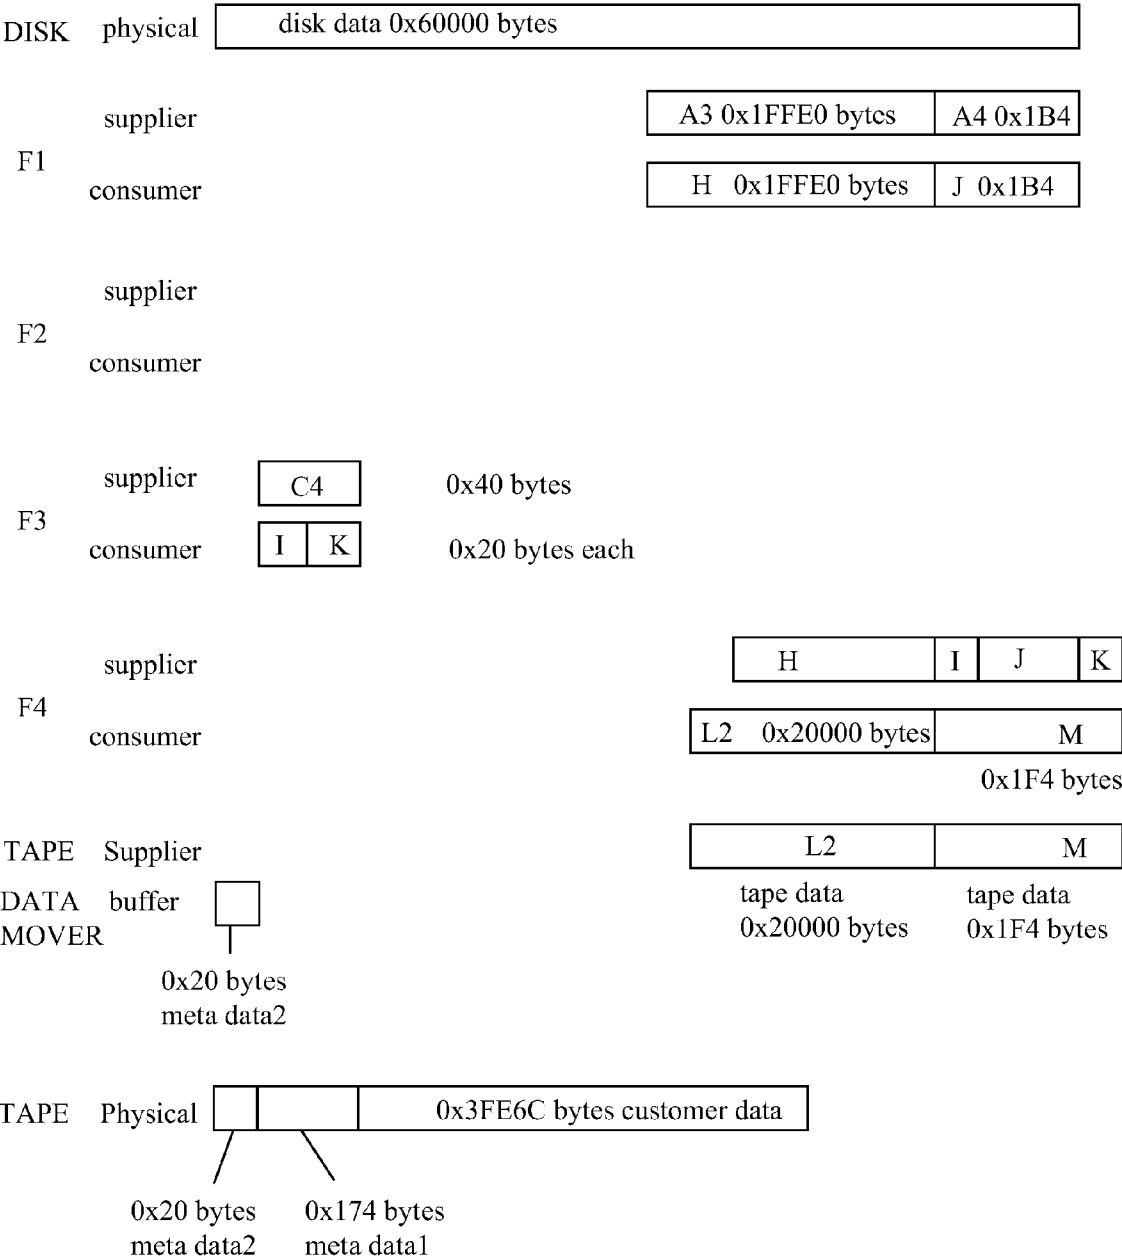 DISK physical disk data 0x60000 bytes
supplier A3 0x1FFE0 bytes A4 0x1B4
F1
consumer H 0x1FFE0 bytes J 0x1B4
supplier
F2
consumer
supplier C4 0x40 bytes
F3
consumer I K 0x20 bytes each
supplier H I J K
F4
consumer L2 0x20000 bytes M
0x1F4 bytes
TAPE Supplier L2 M
DATA buffer tape data tape data
MOVER 0x20000 bytes 0x1F4 bytes
0x20 bytes
meta data2
TAPE Physical 0x3FE6C bytes customer data
0x20 bytes 0x174 bytes
meta data2 meta data1